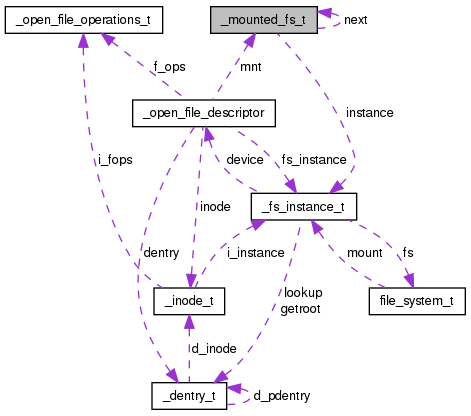 _open_file_operations_t
_mounted_fs_t
next
f_ops
mnt
_open_file_descriptor
instance
i_fops
device
fs_instance
inode
_fs_instance_t
dentry
i_instance
mount
fs
lookup
getroot
_inode_t
file_system_t
d_inode
_dentry_t
d_pdentry